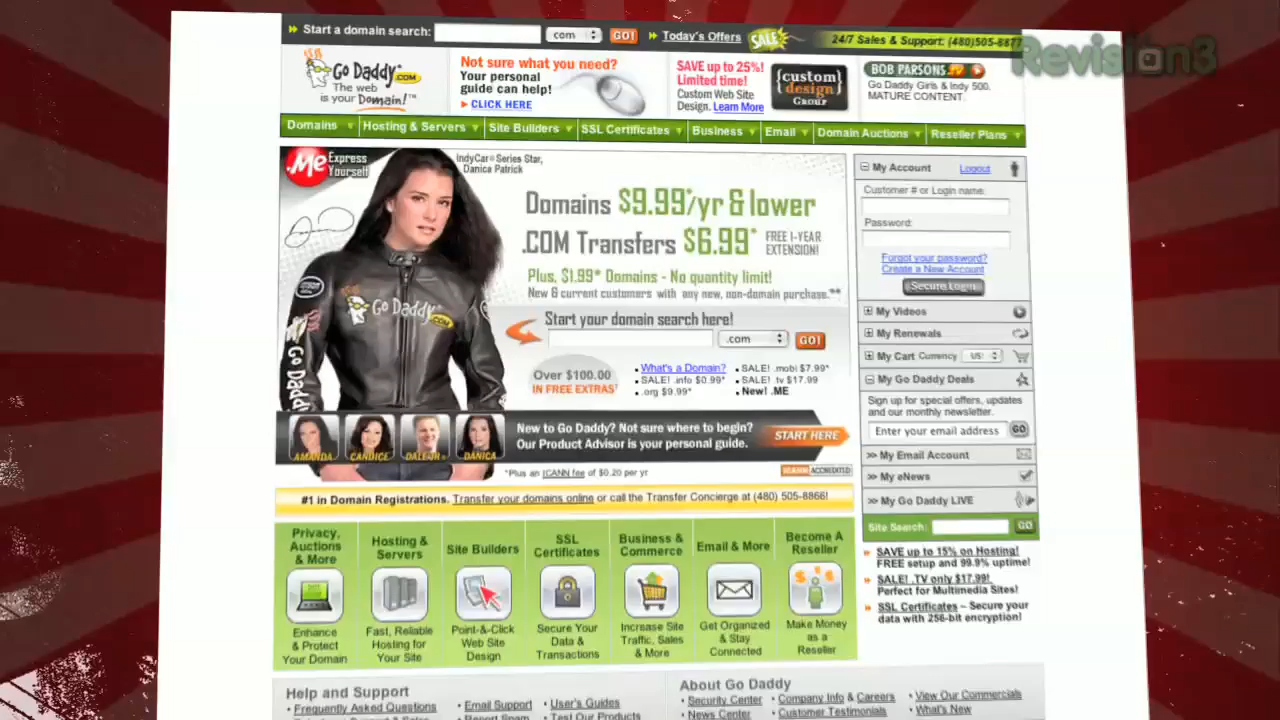 Start a domain search:
.com
GO!
Today's Offers
SALE!
24/7 Sales & Support: (480)505-8877
Revision3
Go Daddy.COM
The web
is your Domain!™
Not sure what you need?
Your personal
guide can help!
CLICK HERE
SAVE up to 25%!
Limited time!
Custom Web Site
Design. Learn More
{custom
design}
GROUP
BOB PARSONS.TV
Go Daddy Girls & Indy 500.
MATURE CONTENT.
Domains
Hosting & Servers
Site Builders
SSL Certificates
Business
Email
Domain Auctions
Reseller Plans
.Me Express
Yourself
IndyCar® Series Star,
Danica Patrick
Domains $9.99*/yr & lower
.COM Transfers $6.99*
FREE 1-YEAR
EXTENSION!
Plus, $1.99* Domains - No quantity limit!
New & current customers with any new, non-domain purchase.**
Start your domain search here!
.com
GO!
Over $100.00
IN FREE EXTRAS!
• What's a Domain?
• SALE! .info $0.99*
• .org $9.99*
• SALE! .mobi $7.99*
• SALE! .tv $17.99
• New! .ME
Go Daddy.COM
Go Daddy
AMANDA
CANDICE
DALE JR.
DANICA
New to Go Daddy? Not sure where to begin?
Our Product Advisor is your personal guide.
START HERE
*Plus an ICANN fee of $0.20 per yr
ICANN ACCREDITED
#1 in Domain Registrations. Transfer your domains online or call the Transfer Concierge at (480) 505-8866!
My Account
Logout
Customer # or Login name:
Password:
Forgot your password?
Create a New Account
Secure Login
My Videos
My Renewals
My Cart Currency US
My Go Daddy Deals
Sign up for special offers, updates
and our monthly newsletter.
Enter your email address
GO
>> My Email Account
>> My eNews
>> My Go Daddy LIVE
Site Search:
GO
SAVE up to 15% on Hosting!
FREE setup and 99.9% uptime!
SALE! .TV only $17.99!
Perfect for Multimedia Sites!
SSL Certificates – Secure your
data with 256-bit encryption!
Privacy,
Auctions
& More
Enhance
& Protect
Your Domain
Hosting &
Servers
Fast, Reliable
Hosting for
Your Site
Site Builders
Point-&-Click
Web Site
Design
SSL
Certificates
Secure Your
Data &
Transactions
Business &
Commerce
Increase Site
Traffic, Sales
& More
Email & More
Get Organized
& Stay
Connected
Become A
Reseller
Make Money
as a
Reseller
Help and Support
• Frequently Asked Questions
• Email Support
• User's Guides
• Report Spam
• Test Our Products
About Go Daddy
• Security Center
• Company Info & Careers
• View Our Commercials
• News Center
• Customer Testimonials
• What's New